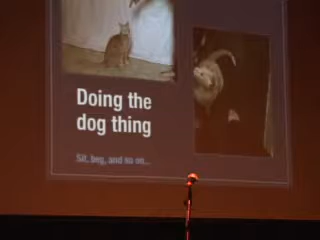 Doing the
dog thing
Sit, beg, and so on...